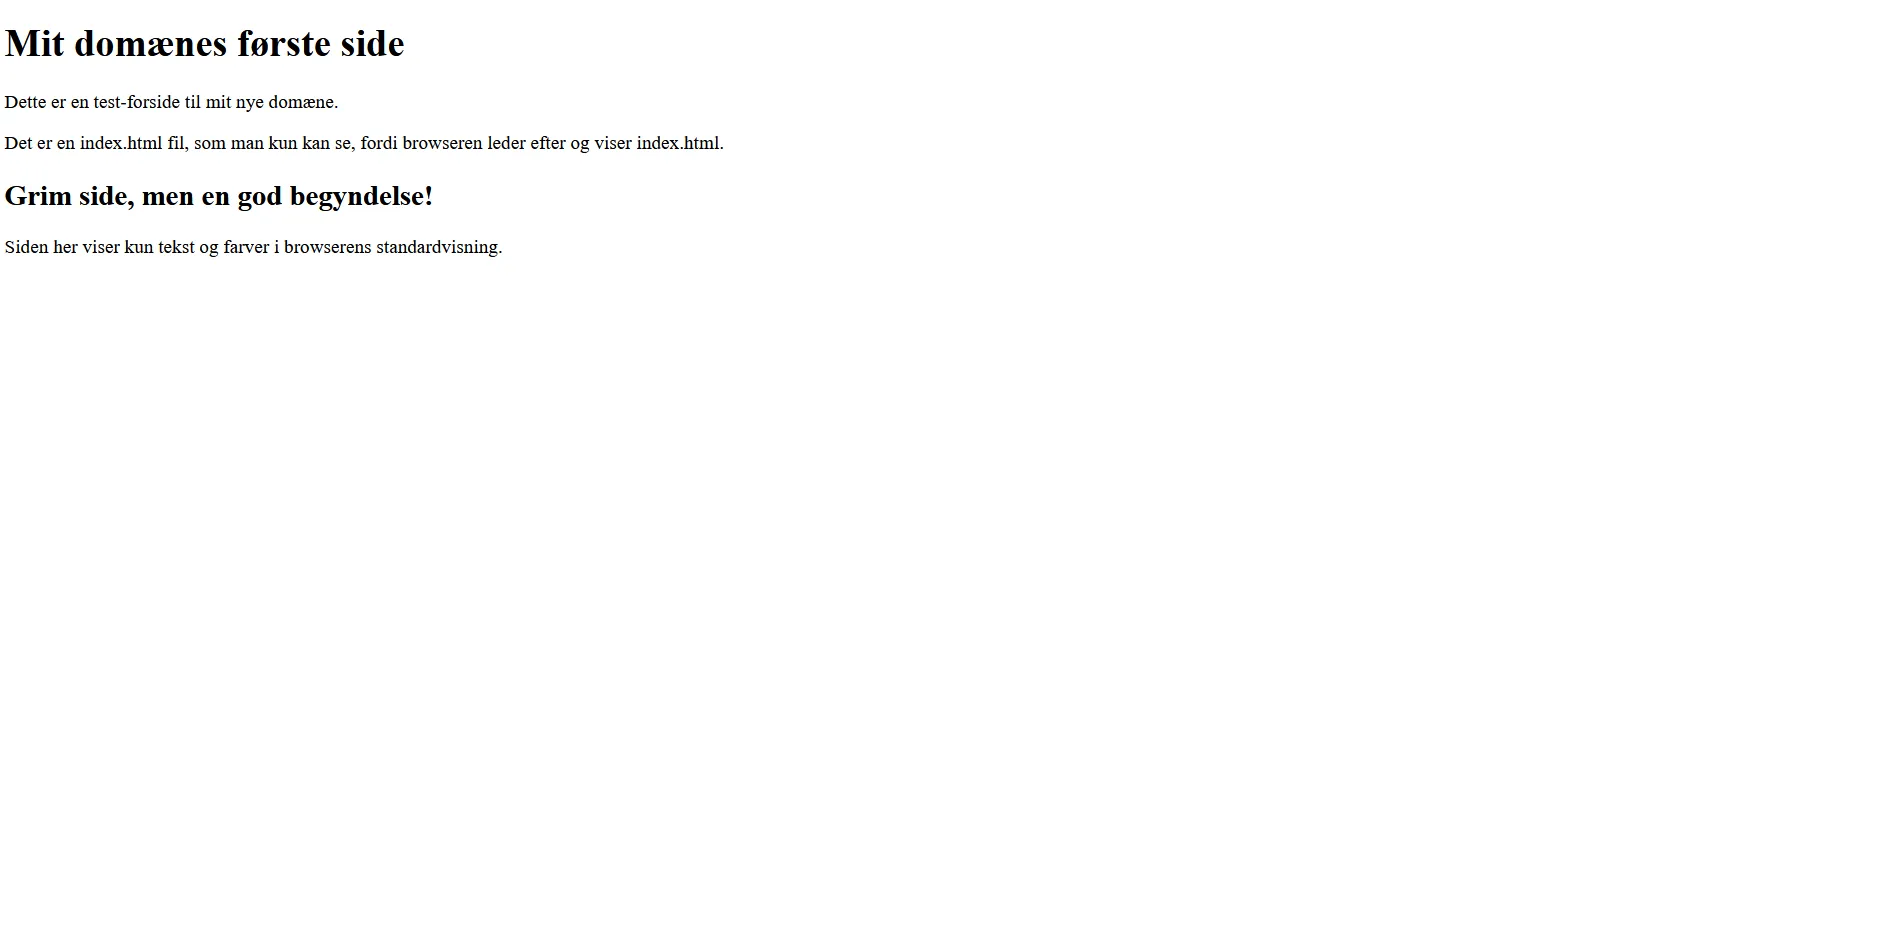 Mit domænes første side
Dette er en test-forside til mit nye domæne.
Det er en index.html fil, som man kun kan se, fordi browseren leder efter og viser index.html.
Grim side, men en god begyndelse!
Siden her viser kun tekst og farver i browserens standardvisning.